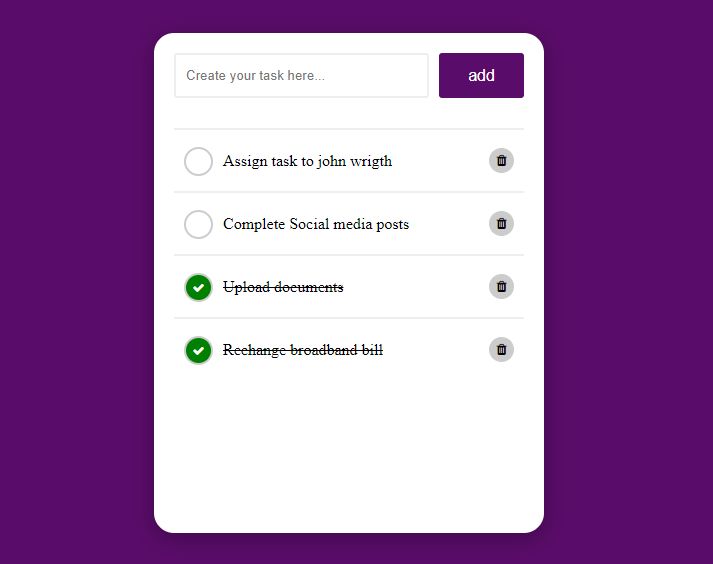 Create your task here...
add
Assign task to john wrigth
Complete Social media posts
Upload documents
Rechange broadband bill